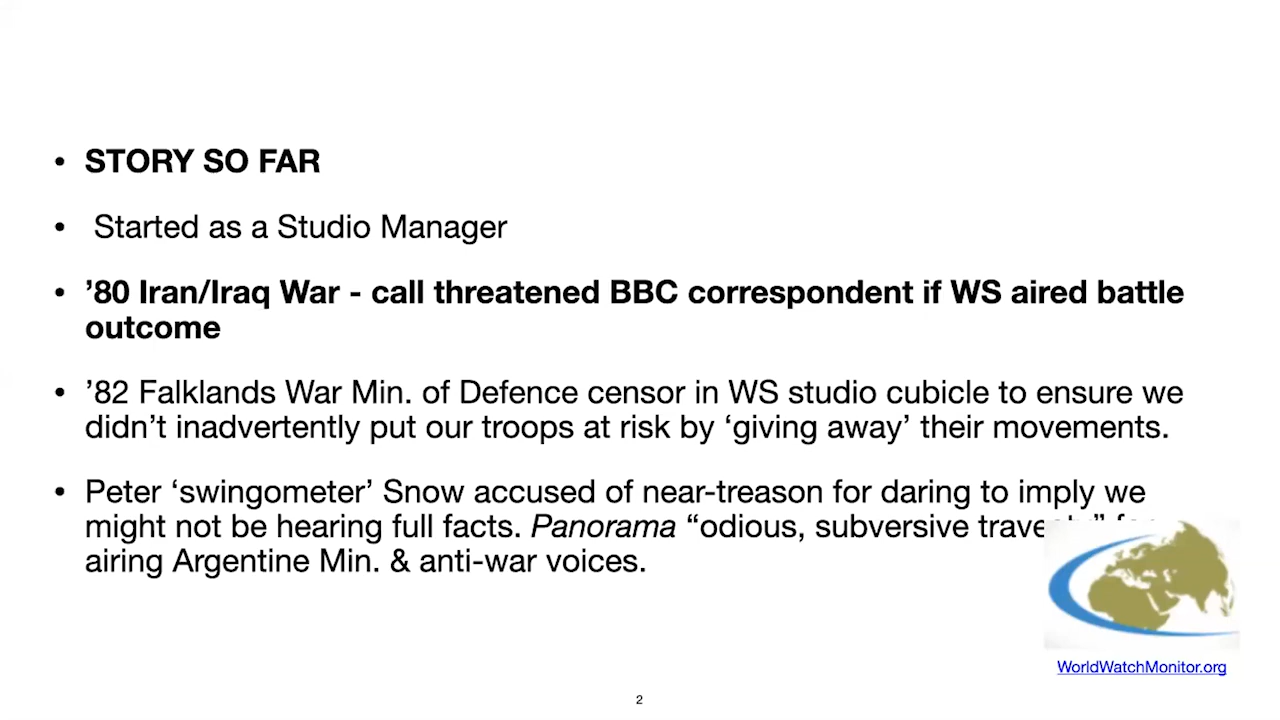 • STORY SO FAR
• Started as a Studio Manager
• ’80 Iran/Iraq War - call threatened BBC correspondent if WS aired battle
outcome
• ’82 Falklands War Min. of Defence censor in WS studio cubicle to ensure we
didn’t inadvertently put our troops at risk by ‘giving away’ their movements.
• Peter ‘swingometer’ Snow accused of near-treason for daring to imply we
might not be hearing full facts. Panorama “odious, subversive
airing Argentine Min. & anti-war voices.
WorldWatchMonitor.org
2